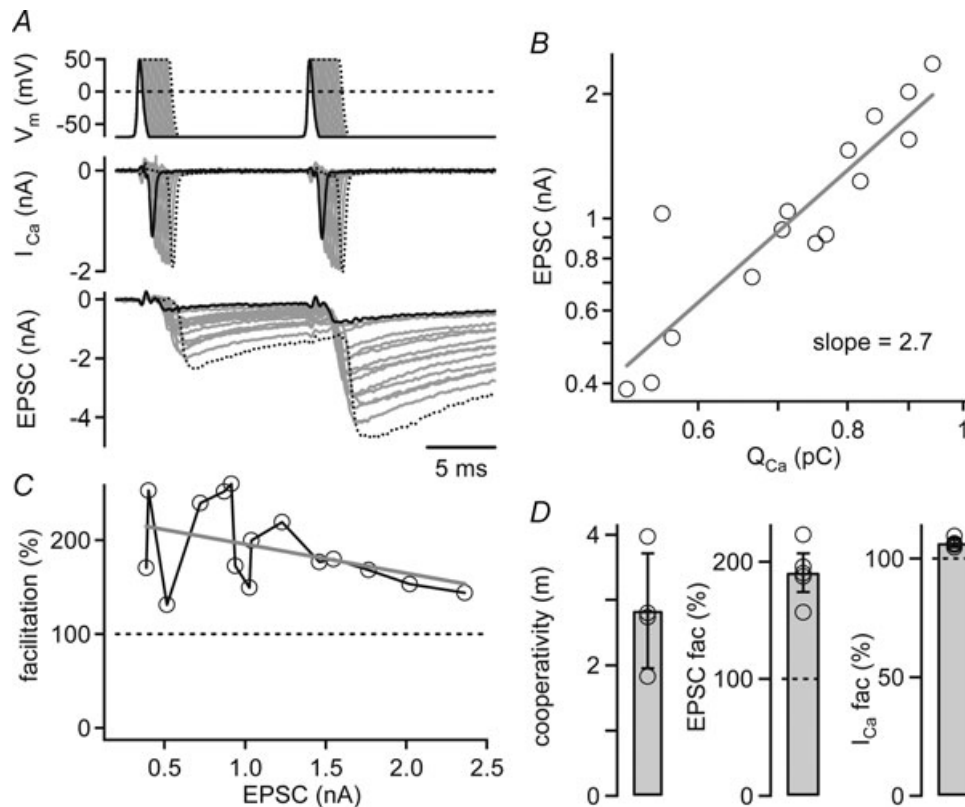 A
50
0
-50
V_m (mV)
0
-2
I_Ca (nA)
0
-2
-4
EPSC (nA)
5 ms
B
2
1
0.8
0.6
0.4
EPSC (nA)
slope = 2.7
0.6
0.8
1
Q_Ca (pC)
C
200
100
0
facilitation (%)
0.5
1.0
1.5
2.0
2.5
EPSC (nA)
D
4
2
0
cooperativity (m)
200
100
0
EPSC fac (%)
100
0
I_Ca fac (%)